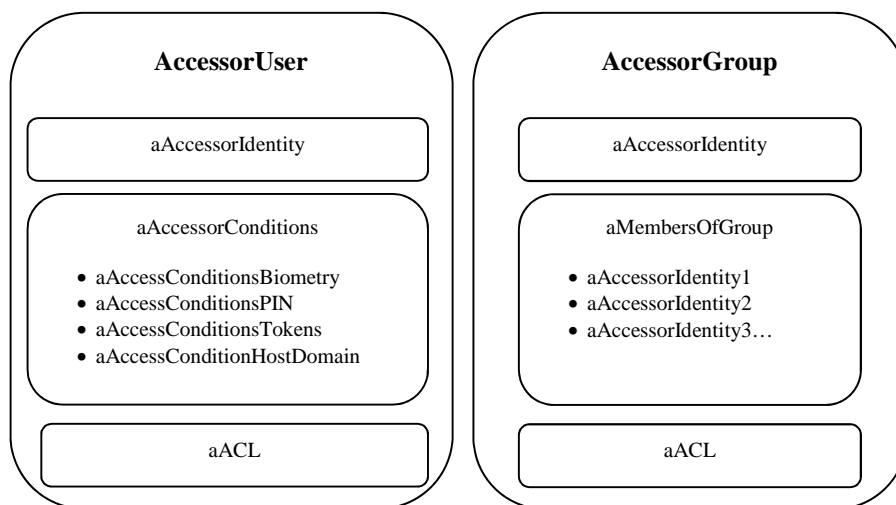 AccessorUser
aAccessorIdentity
aAccessorConditions
• aAccessConditionsBiometry
• aAccessConditionsPIN
• aAccessConditionsTokens
• aAccessConditionHostDomain
aACL
AccessorGroup
aAccessorIdentity
aMembersOfGroup
• aAccessorIdentity1
• aAccessorIdentity2
• aAccessorIdentity3…
aACL